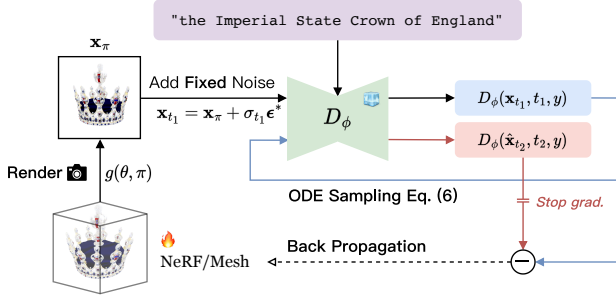 "the Imperial State Crown of England"
𝐱_π
Add Fixed Noise
𝐱_{t_1} = 𝐱_π + σ_{t_1}ϵ*
D_ϕ
D_ϕ(𝐱_{t_1}, t_1, y)
D_ϕ(𝐱̂_{t_2}, t_2, y)
Render
g(θ, π)
ODE Sampling Eq. (6)
Stop grad.
NeRF/Mesh
Back Propagation